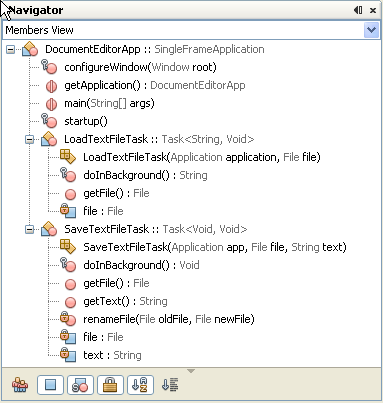 Navigator
Members View
DocumentEditorApp :: SingleFrameApplication
configureWindow(Window root)
getApplication() : DocumentEditorApp
main(String[] args)
startup()
LoadTextFileTask :: Task<String, Void>
LoadTextFileTask(Application application, File file)
doInBackground() : String
getFile() : File
file : File
SaveTextFileTask :: Task<Void, Void>
SaveTextFileTask(Application app, File file, String text)
doInBackground() : Void
getFile() : File
getText() : String
renameFile(File oldFile, File newFile)
file : File
text : String